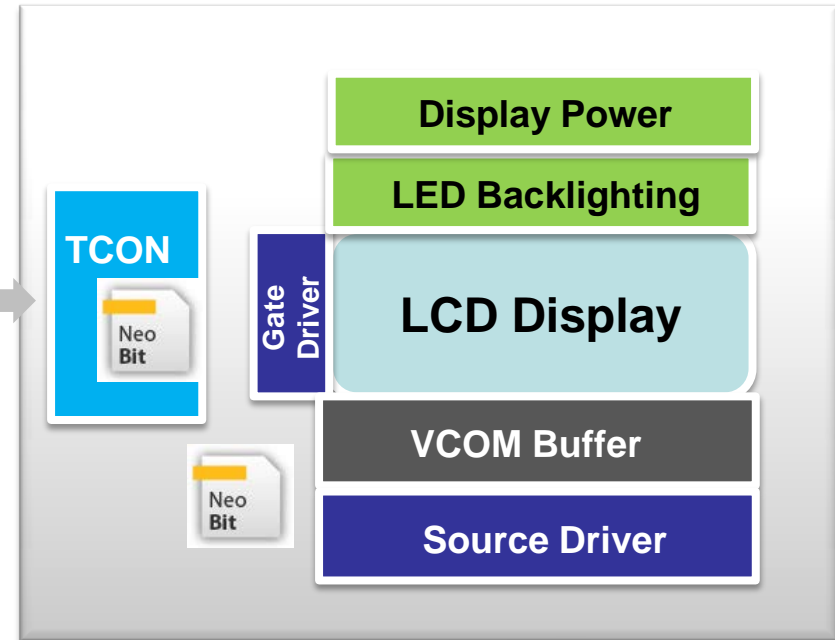 Display Power
LED Backlighting
TCON
Neo
Bit
Gate
Driver
LCD Display
VCOM Buffer
Neo
Bit
Source Driver